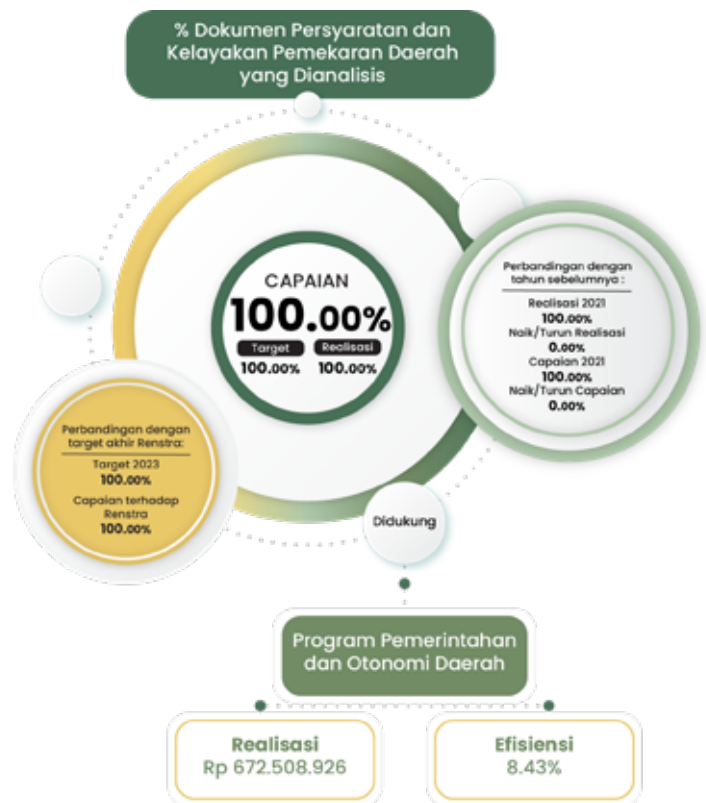 % Dokumen Persyaratan dan
Kelayakan Pemekaran Daerah
yang Dianalisis
CAPAIAN
100.00%
Target
Realisasi
100.00%
100.00%
Perbandingan dengan
tahun sebelumnya :
Realisasi 2021
100.00%
Naik/Turun Realisasi
0.00%
Capaian 2021
100.00%
Naik/Turun Capaian
0.00%
Perbandingan dengan
target akhir Renstra:
Target 2023
100.00%
Capaian terhadap
Renstra
100.00%
Didukung
Program Pemerintahan
dan Otonomi Daerah
Realisasi
Rp 672.508.926
Efisiensi
8.43%